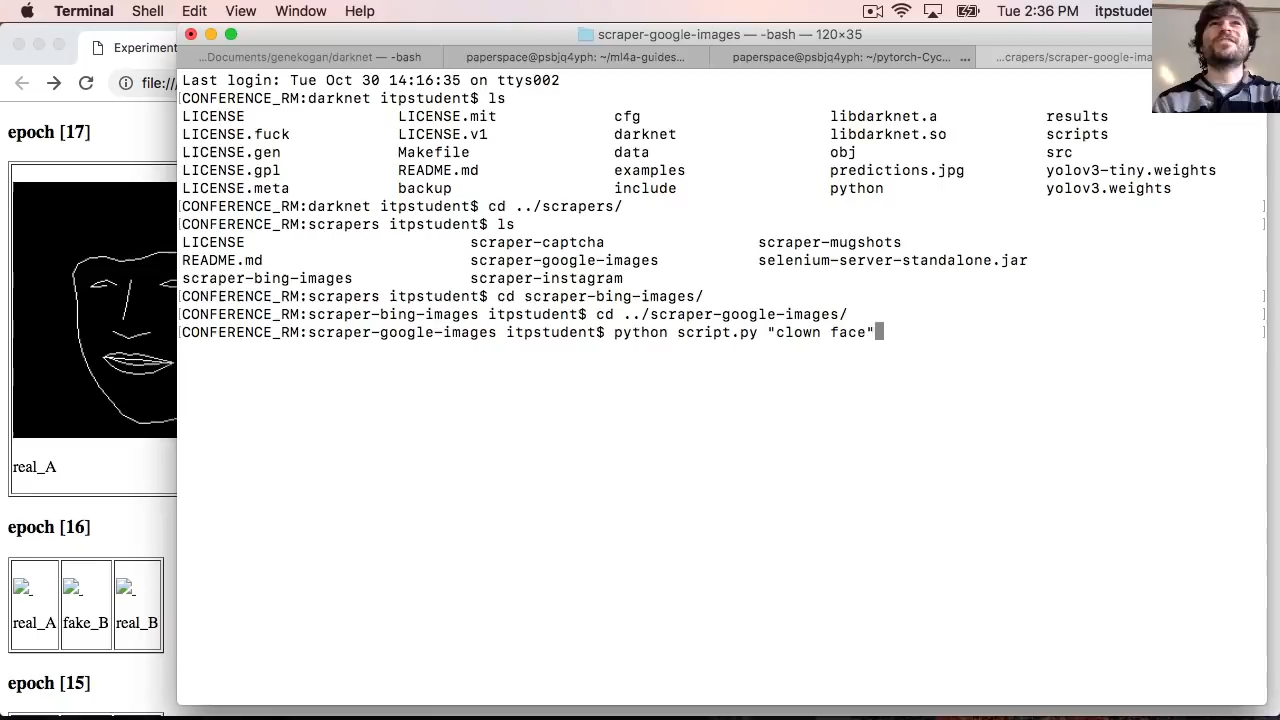 Terminal Shell Edit View Window Help Tue 2:36 PM itpstuden
Experiment
file:///
scraper-google-images — -bash — 120×35
...Documents/genekogan/darknet — -bash paperspace@psbjq4yph: ~/ml4a-guides... paperspace@psbjq4yph: ~/pytorch-Cyc... ... ...crapers/scraper-google-ima
Last login: Tue Oct 30 14:16:35 on ttys002
[CONFERENCE_RM:darknet itpstudent$ ls
LICENSE LICENSE.mit cfg libdarknet.a results
LICENSE.fuck LICENSE.v1 darknet libdarknet.so scripts
LICENSE.gen Makefile data obj src
LICENSE.gpl README.md examples predictions.jpg yolov3-tiny.weights
LICENSE.meta backup include python yolov3.weights
[CONFERENCE_RM:darknet itpstudent$ cd ../scrapers/ ]
[CONFERENCE_RM:scrapers itpstudent$ ls ]
LICENSE scraper-captcha scraper-mugshots
README.md scraper-google-images selenium-server-standalone.jar
scraper-bing-images scraper-instagram
[CONFERENCE_RM:scrapers itpstudent$ cd scraper-bing-images/ ]
[CONFERENCE_RM:scraper-bing-images itpstudent$ cd ../scraper-google-images/ ]
[CONFERENCE_RM:scraper-google-images itpstudent$ python script.py "clown face" ]
epoch [17]
real_A
epoch [16]
real_A fake_B real_B
epoch [15]